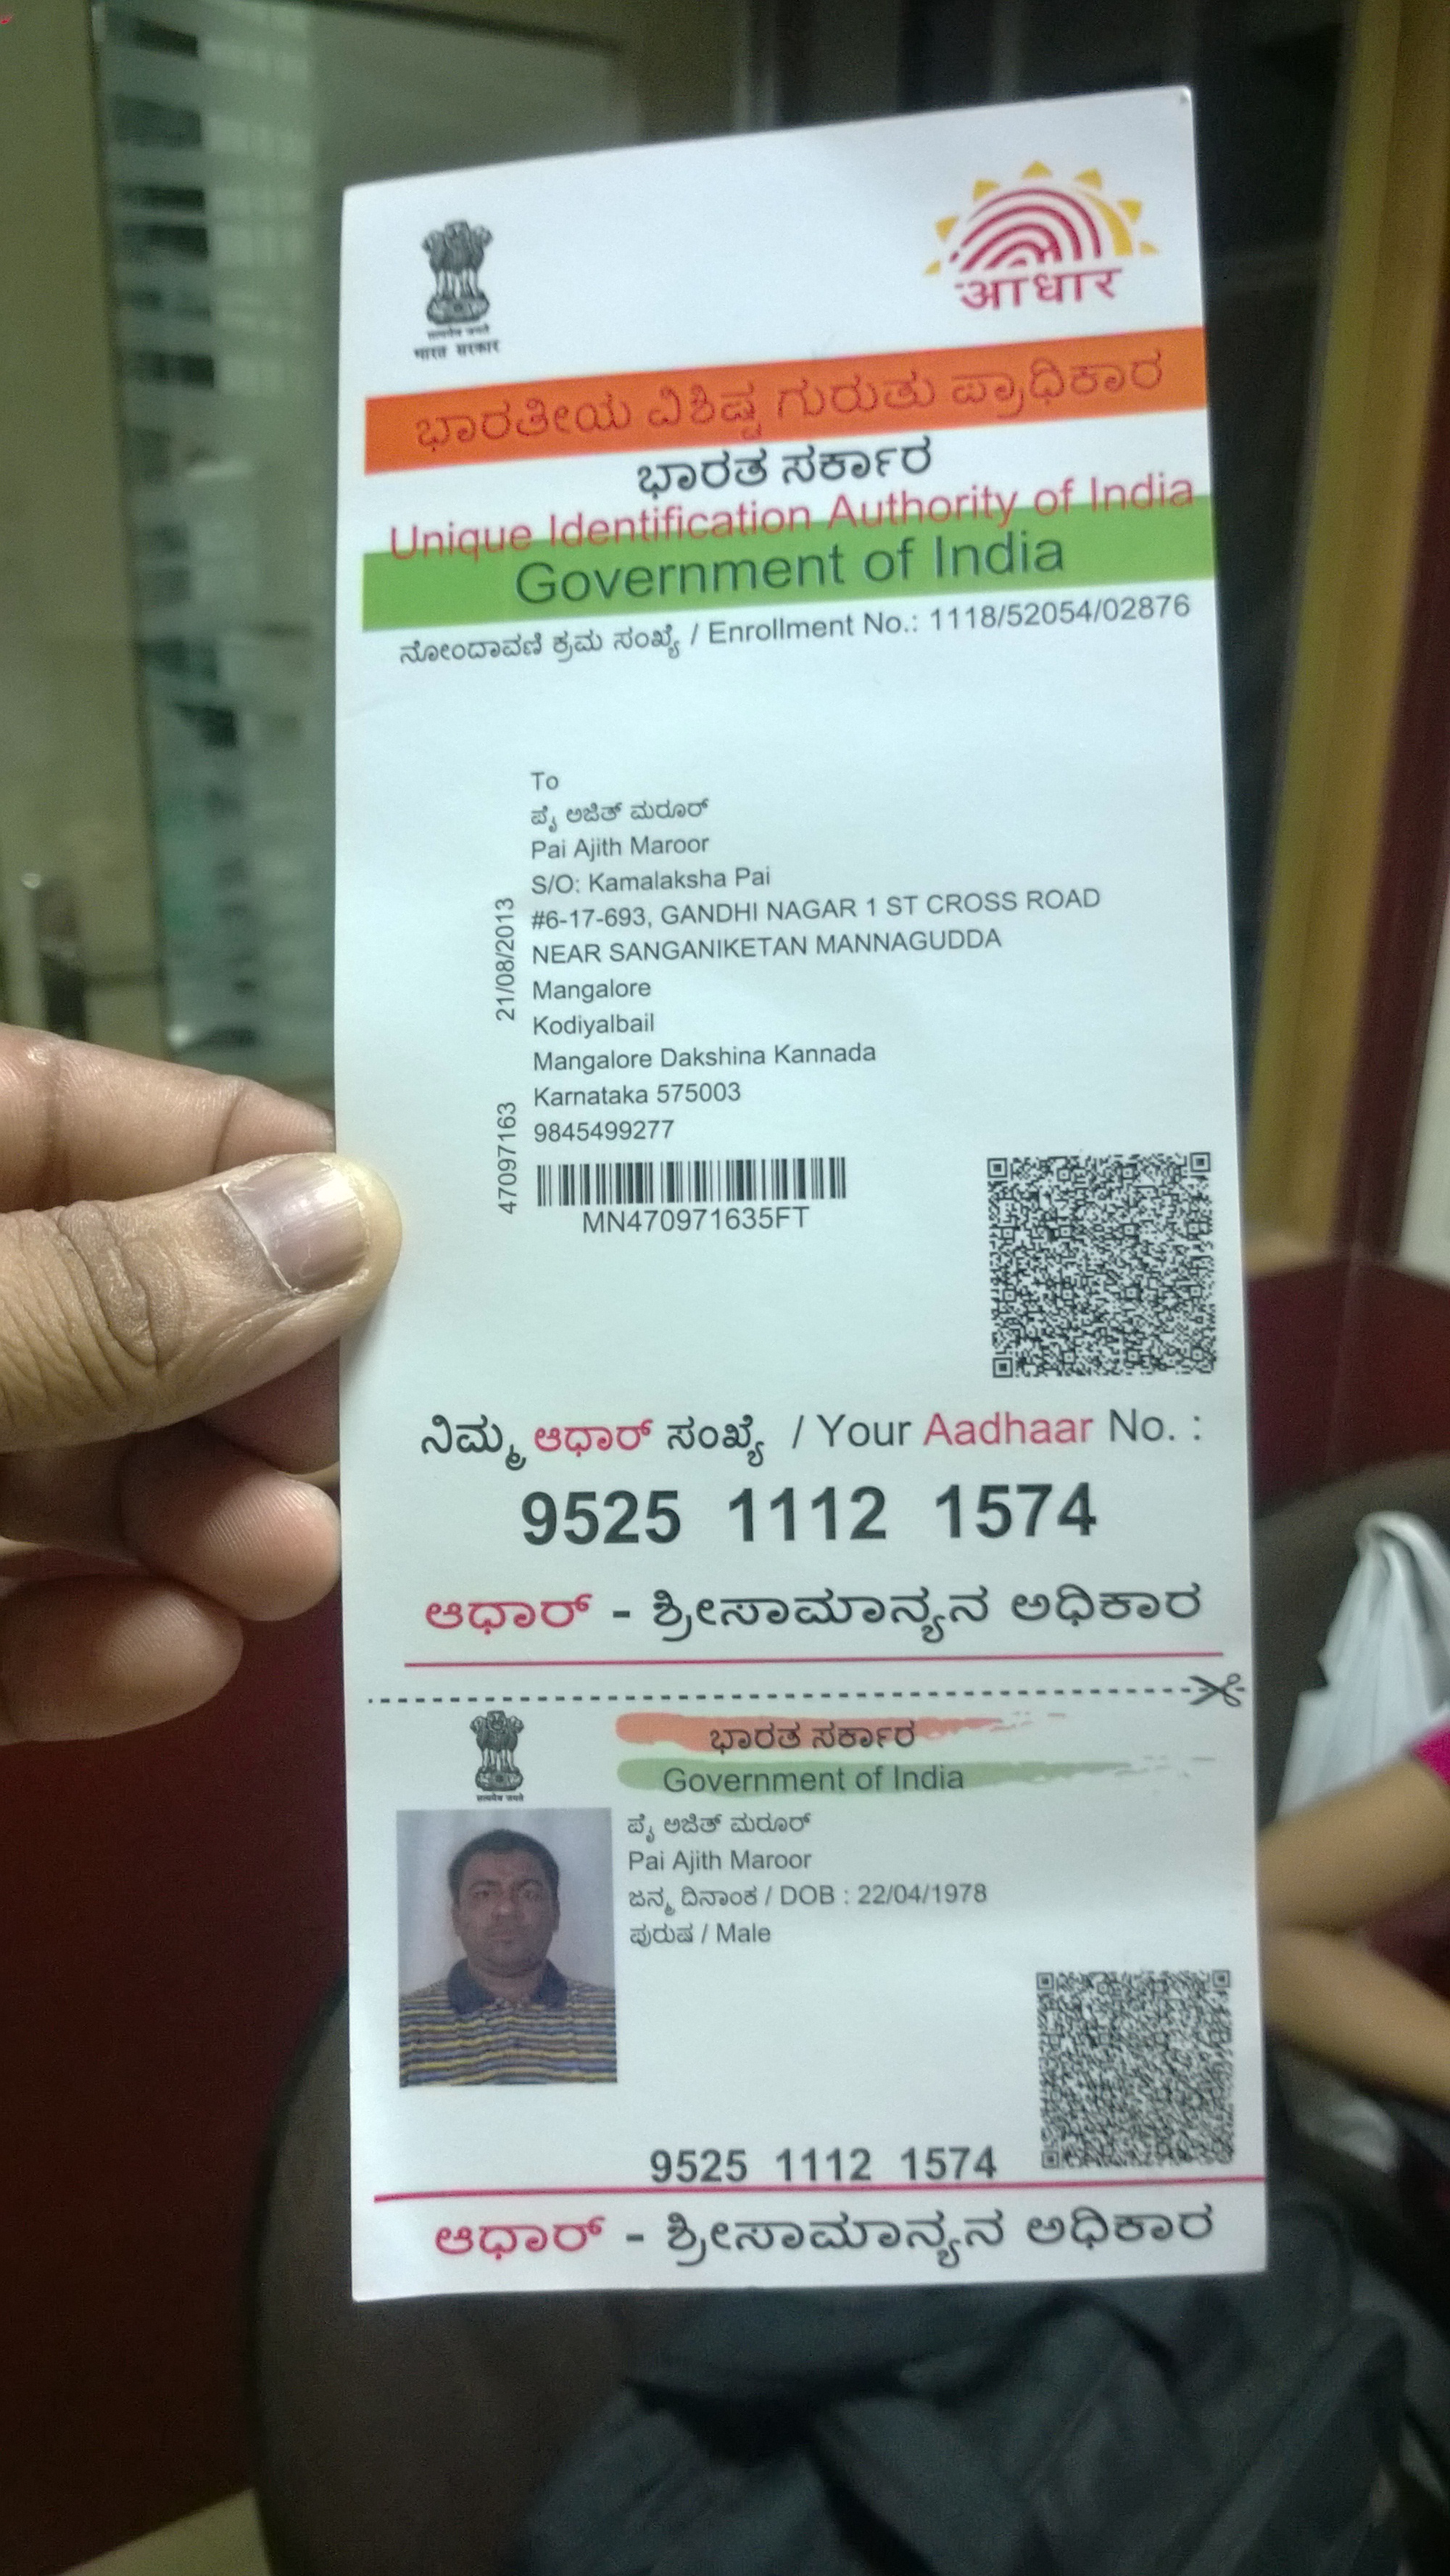 सत्यमेव जयते
भारत सरकार
आधार
ಭಾರತೀಯ ವಿಶಿಷ್ಟ ಗುರುತು ಪ್ರಾಧಿಕಾರ
ಭಾರತ ಸರ್ಕಾರ
Unique Identification Authority of India
Government of India
ನೋಂದಾವಣಿ ಕ್ರಮ ಸಂಖ್ಯೆ / Enrollment No.: 1118/52054/02876
To
ಪೈ ಅಜಿತ್ ಮರೂರ್
Pai Ajith Maroor
S/O: Kamalaksha Pai
#6-17-693, GANDHI NAGAR 1 ST CROSS ROAD
NEAR SANGANIKETAN MANNAGUDDA
Mangalore
Kodiyalbail
Mangalore Dakshina Kannada
Karnataka 575003
9845499277
21/08/2013
47097163
MN470971635FT
ನಿಮ್ಮ ಆಧಾರ್ ಸಂಖ್ಯೆ / Your Aadhaar No. :
9525 1112 1574
ಆಧಾರ್ - ಶ್ರೀಸಾಮಾನ್ಯನ ಅಧಿಕಾರ
सत्यमेव जयते
ಭಾರತ ಸರ್ಕಾರ
Government of India
ಪೈ ಅಜಿತ್ ಮರೂರ್
Pai Ajith Maroor
ಜನ್ಮ ದಿನಾಂಕ / DOB : 22/04/1978
ಪುರುಷ / Male
9525 1112 1574
ಆಧಾರ್ - ಶ್ರೀಸಾಮಾನ್ಯನ ಅಧಿಕಾರ